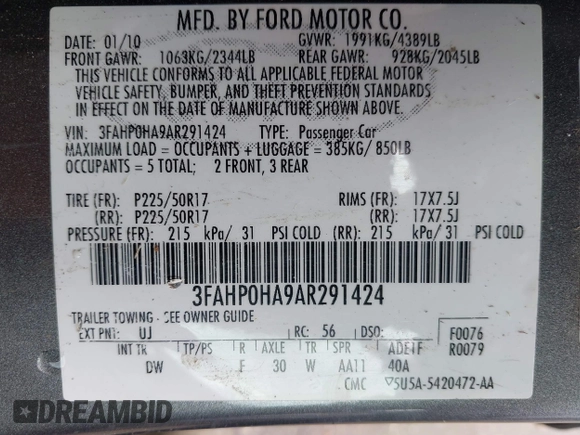 MFD. BY FORD MOTOR CO.
DATE: 01/10 GVWR: 1991KG/4389LB
FRONT GAWR: 1063KG/2344LB REAR GAWR: 928KG/2045LB
THIS VEHICLE CONFORMS TO ALL APPLICABLE FEDERAL MOTOR
VEHICLE SAFETY, BUMPER, AND THEFT PREVENTION STANDARDS
IN EFFECT ON THE DATE OF MANUFACTURE SHOWN ABOVE.
VIN: 3FAHP0HA9AR291424 TYPE: Passenger Car
MAXIMUM LOAD = OCCUPANTS + LUGGAGE = 385KG/ 850LB
OCCUPANTS = 5 TOTAL; 2 FRONT, 3 REAR
TIRE (FR): P225/50R17 RIMS (FR): 17X7.5J
(RR): P225/50R17 (RR): 17X7.5J
PRESSURE (FR): 215 kPa/ 31 PSI COLD (RR): 215 kPa/ 31 PSI COLD
3FAHP0HA9AR291424
TRAILER TOWING - SEE OWNER GUIDE
EXT PNT: UJ RC: 56 DSO: F0076
INT TR TP/PS R AXLE TR SPR R0079
DW F 30 W AA11 40A
CMC 5U5A-5420472-AA
DREAMBID